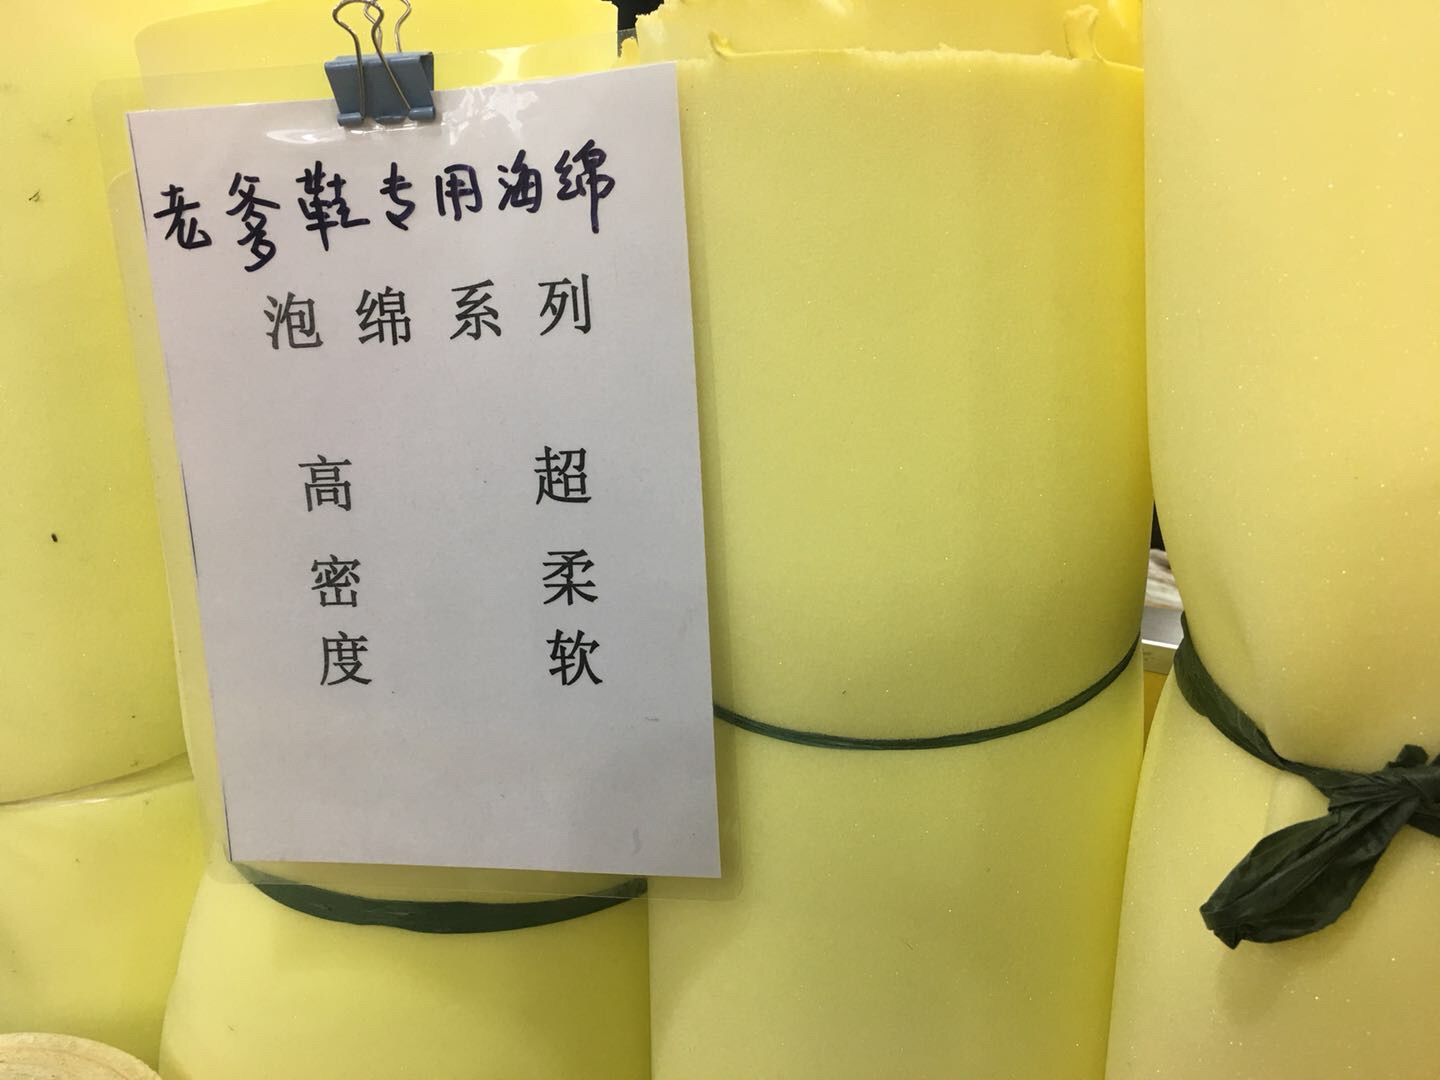 老爹鞋专用海绵
泡绵系列
高密度
超柔软